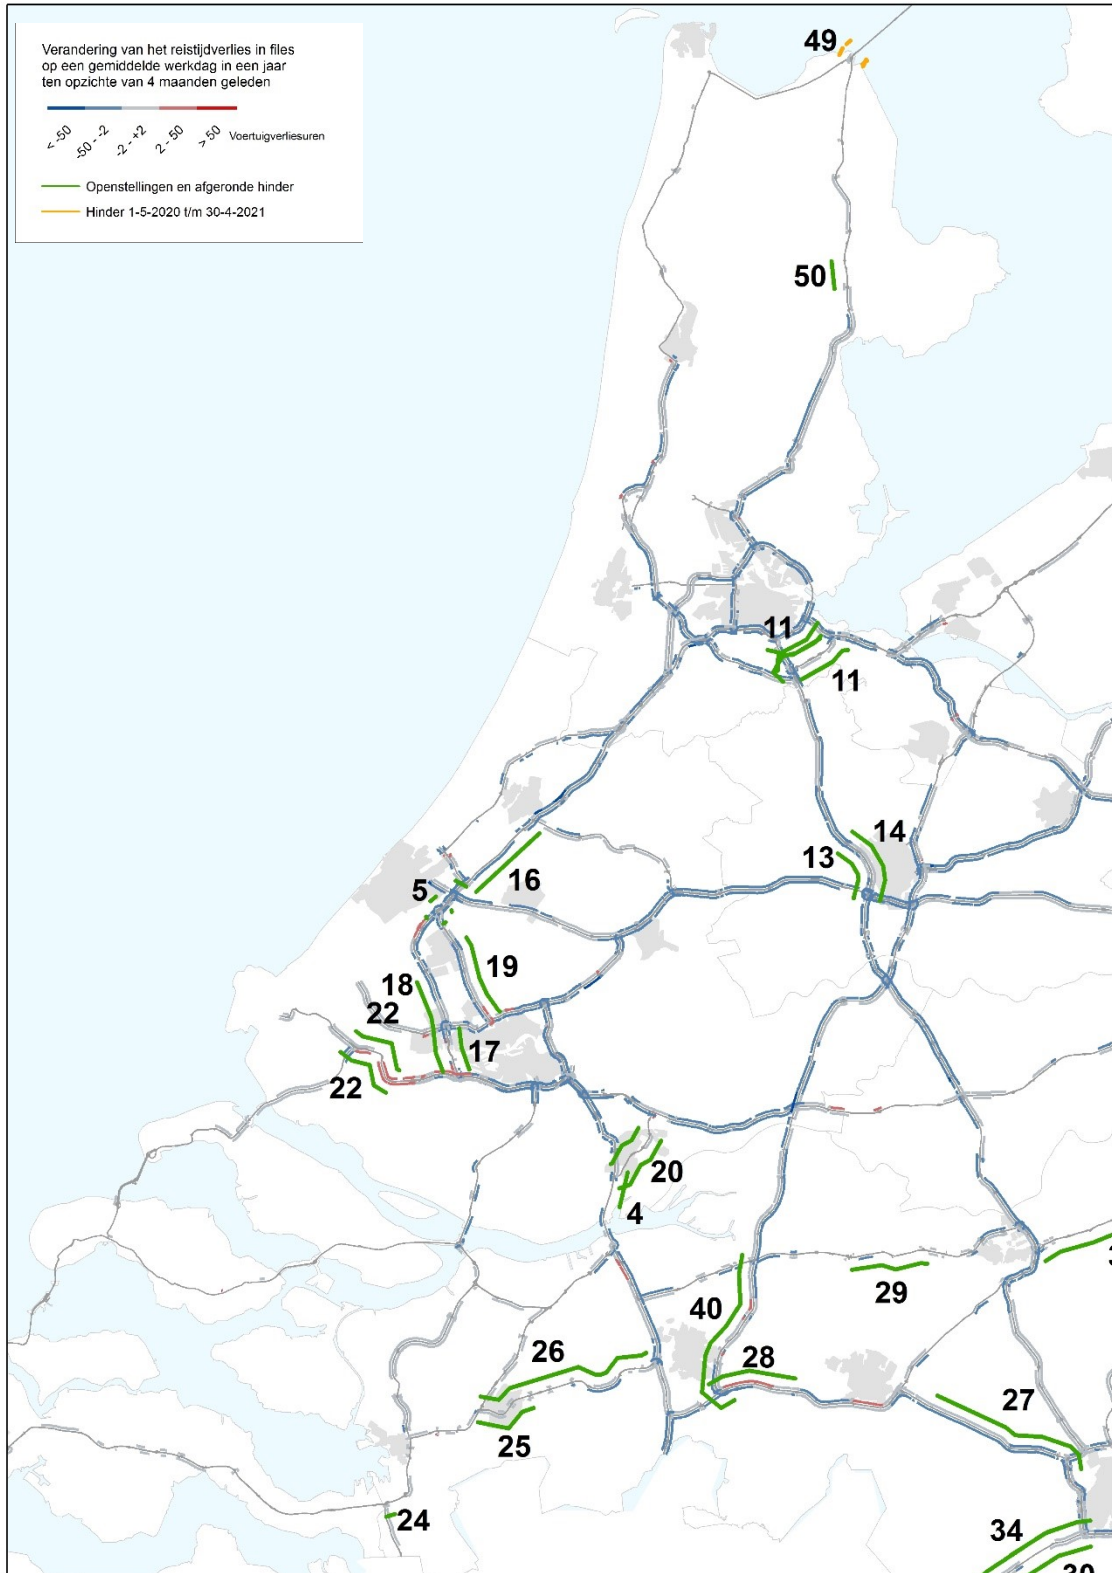 Verandering van het reistijdverlies in files
op een gemiddelde werkdag in een jaar
ten opzichte van 4 maanden geleden
< -50
-50 - -2
-2 - +2
2 - 50
> 50
Voertuigverliesuren
Openstellingen en afgeronde hinder
Hinder 1-5-2020 t/m 30-4-2021
49
50
11
11
14
13
16
5
19
18
22
17
22
20
4
29
40
26
28
27
25
24
34